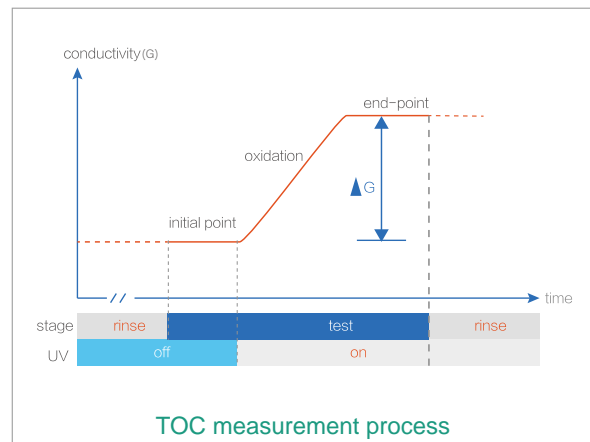 conductivity(G)
end-point
oxidation
▲G
initial point
time
stage rinse test rinse
UV off on
TOC measurement process